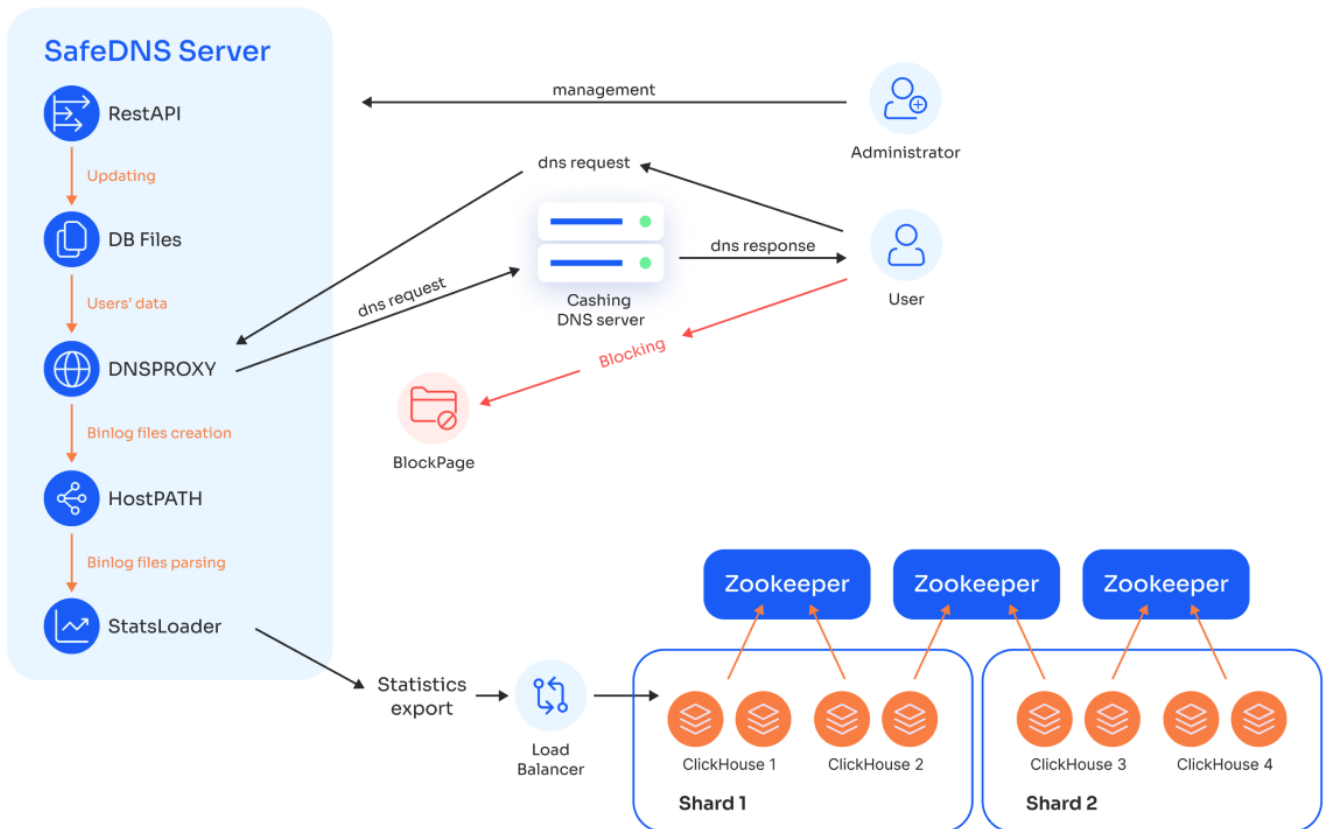 SafeDNS Server
RestAPI
Updating
DB Files
Users' data
DNSPROXY
Binlog files creation
HostPATH
Binlog files parsing
StatsLoader
management
Administrator
dns request
dns response
User
dns request
Cashing
DNS server
Blocking
BlockPage
Statistics
export
Load
Balancer
Zookeeper
Zookeeper
Zookeeper
ClickHouse 1
ClickHouse 2
Shard 1
ClickHouse 3
ClickHouse 4
Shard 2